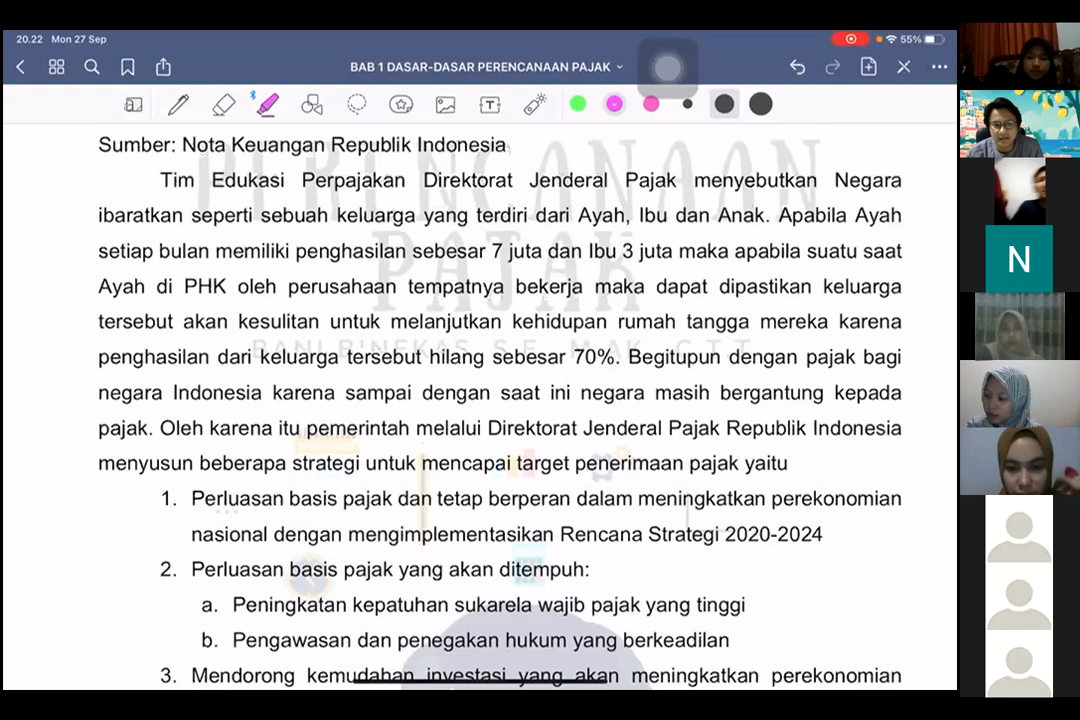 20.22 Mon 27 Sep
55%
BAB 1 DASAR-DASAR PERENCANAAN PAJAK
PERENCANAAN
PAJAK
Sumber: Nota Keuangan Republik Indonesia
Tim Edukasi Perpajakan Direktorat Jenderal Pajak menyebutkan Negara
ibaratkan seperti sebuah keluarga yang terdiri dari Ayah, Ibu dan Anak. Apabila Ayah
setiap bulan memiliki penghasilan sebesar 7 juta dan Ibu 3 juta maka apabila suatu saat
Ayah di PHK oleh perusahaan tempatnya bekerja maka dapat dipastikan keluarga
tersebut akan kesulitan untuk melanjutkan kehidupan rumah tangga mereka karena
penghasilan dari keluarga tersebut hilang sebesar 70%. Begitupun dengan pajak bagi
negara Indonesia karena sampai dengan saat ini negara masih bergantung kepada
pajak. Oleh karena itu pemerintah melalui Direktorat Jenderal Pajak Republik Indonesia
menyusun beberapa strategi untuk mencapai target penerimaan pajak yaitu
1. Perluasan basis pajak dan tetap berperan dalam meningkatkan perekonomian
nasional dengan mengimplementasikan Rencana Strategi 2020-2024
2. Perluasan basis pajak yang akan ditempuh:
a. Peningkatan kepatuhan sukarela wajib pajak yang tinggi
b. Pengawasan dan penegakan hukum yang berkeadilan
3. Mendorong kemudahan investasi yang akan meningkatkan perekonomian
N